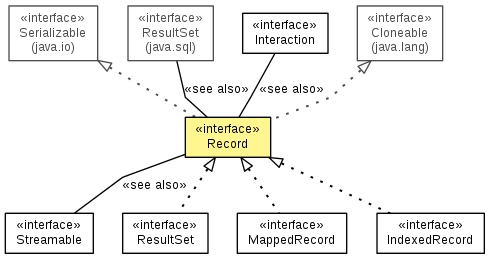 «interface»
Serializable
(java.io)
«interface»
ResultSet
(java.sql)
«interface»
Interaction
«interface»
Cloneable
(java.lang)
«see also»
«see also»
«interface»
Record
«see also»
«interface»
Streamable
«interface»
ResultSet
«interface»
MappedRecord
«interface»
IndexedRecord